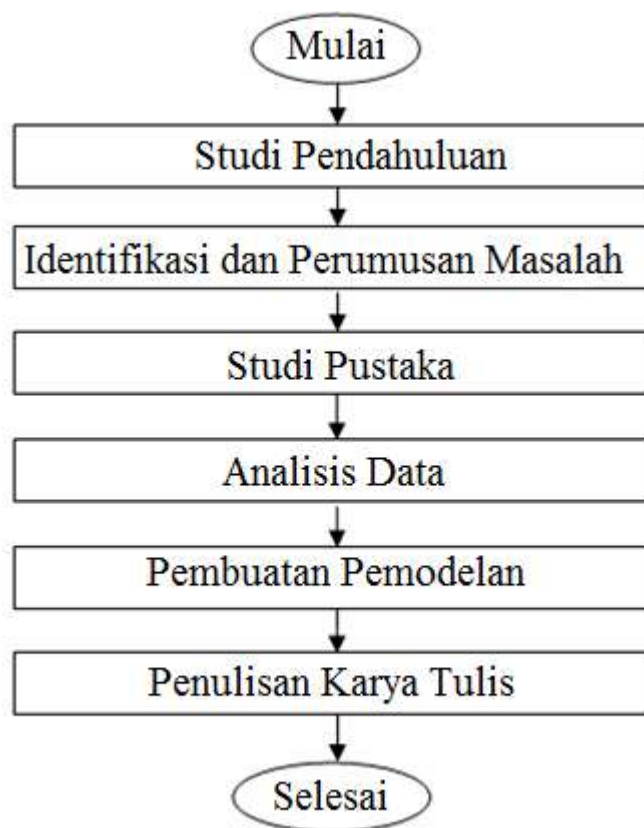 Mulai
Studi Pendahuluan
Identifikasi dan Perumusan Masalah
Studi Pustaka
Analisis Data
Pembuatan Pemodelan
Penulisan Karya Tulis
Selesai